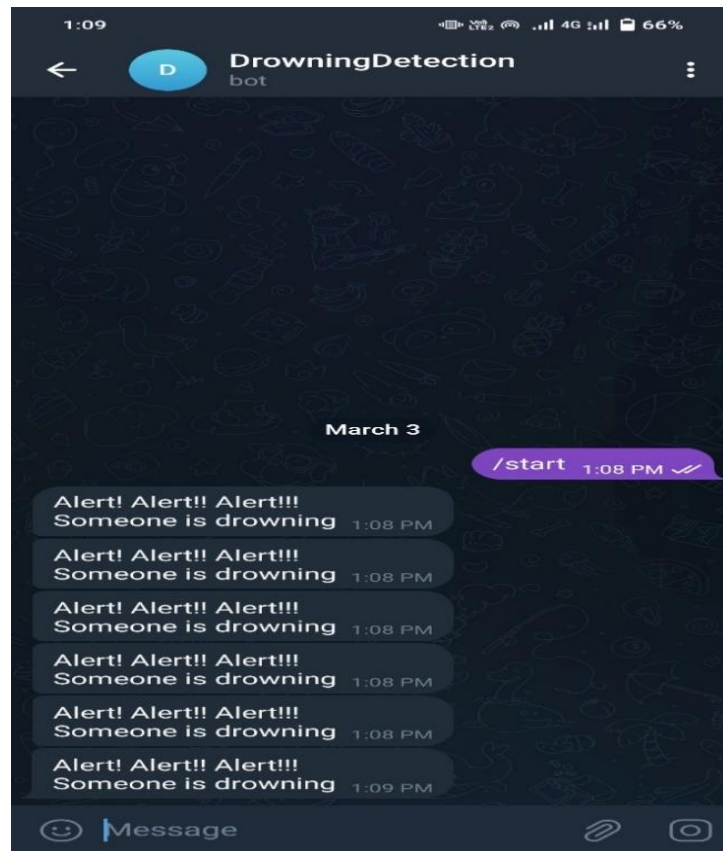 1:09
4G 66%
D
DrowningDetection
bot
March 3
/start 1:08 PM
Alert! Alert!! Alert!!!
Someone is drowning 1:08 PM
Alert! Alert!! Alert!!!
Someone is drowning 1:08 PM
Alert! Alert!! Alert!!!
Someone is drowning 1:08 PM
Alert! Alert!! Alert!!!
Someone is drowning 1:08 PM
Alert! Alert!! Alert!!!
Someone is drowning 1:08 PM
Alert! Alert!! Alert!!!
Someone is drowning 1:09 PM
Message